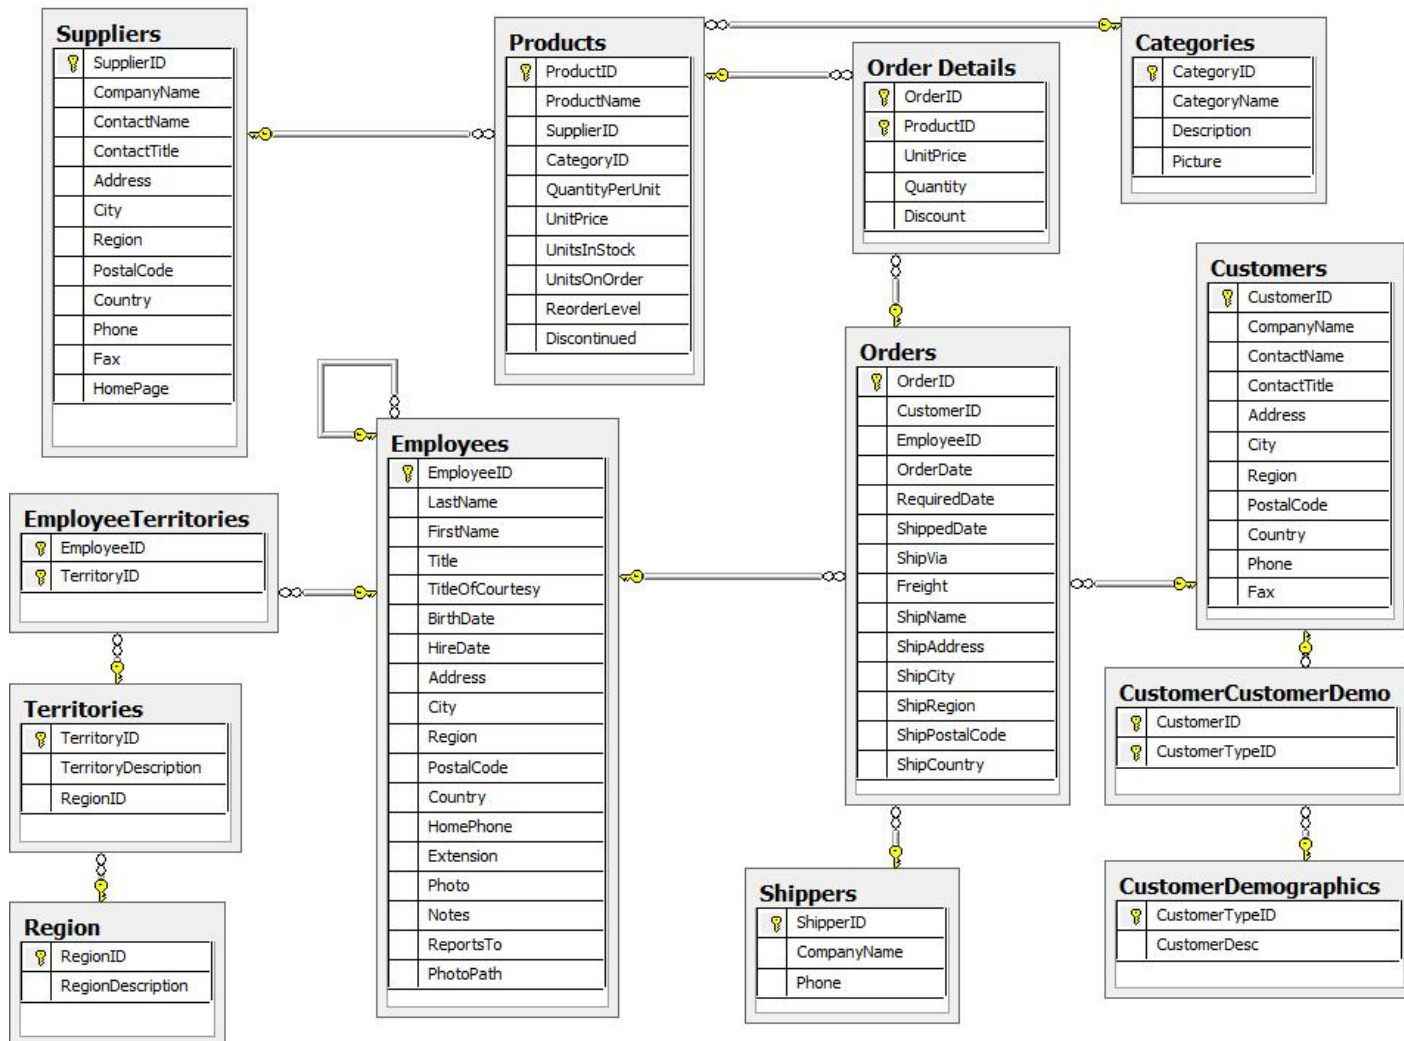 Suppliers
SupplierID
CompanyName
ContactName
ContactTitle
Address
City
Region
PostalCode
Country
Phone
Fax
HomePage
Products
ProductID
ProductName
SupplierID
CategoryID
QuantityPerUnit
UnitPrice
UnitsInStock
UnitsOnOrder
ReorderLevel
Discontinued
Order Details
OrderID
ProductID
UnitPrice
Quantity
Discount
Categories
CategoryID
CategoryName
Description
Picture
Customers
CustomerID
CompanyName
ContactName
ContactTitle
Address
City
Region
PostalCode
Country
Phone
Fax
Orders
OrderID
CustomerID
EmployeeID
OrderDate
RequiredDate
ShippedDate
ShipVia
Freight
ShipName
ShipAddress
ShipCity
ShipRegion
ShipPostalCode
ShipCountry
Employees
EmployeeID
LastName
FirstName
Title
TitleOfCourtesy
BirthDate
HireDate
Address
City
Region
PostalCode
Country
HomePhone
Extension
Photo
Notes
ReportsTo
PhotoPath
EmployeeTerritories
EmployeeID
TerritoryID
Territories
TerritoryID
TerritoryDescription
RegionID
Region
RegionID
RegionDescription
Shippers
ShipperID
CompanyName
Phone
CustomerCustomerDemo
CustomerID
CustomerTypeID
CustomerDemographics
CustomerTypeID
CustomerDesc